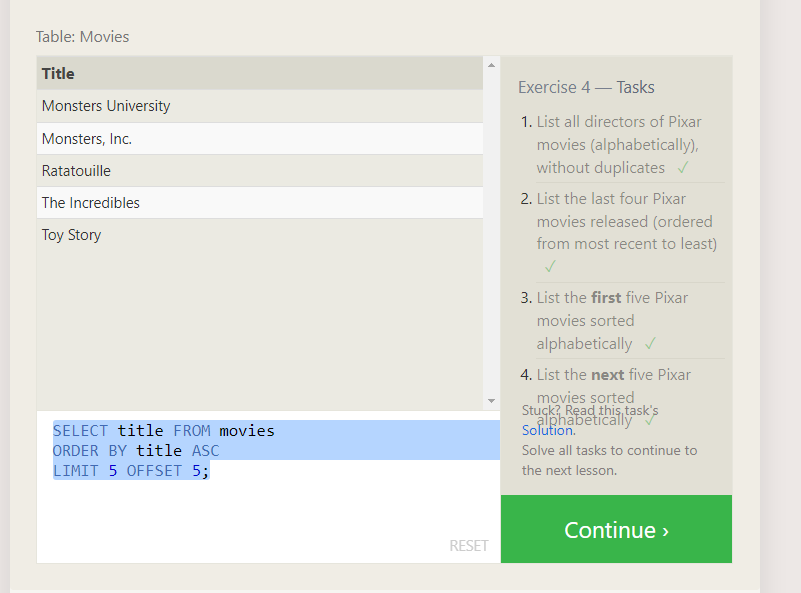 Table: Movies
Title
Monsters University
Monsters, Inc.
Ratatouille
The Incredibles
Toy Story
SELECT title FROM movies
ORDER BY title ASC
LIMIT 5 OFFSET 5;
RESET
Exercise 4 — Tasks
1. List all directors of Pixar
movies (alphabetically),
without duplicates ✓
2. List the last four Pixar
movies released (ordered
from most recent to least)
✓
3. List the first five Pixar
movies sorted
alphabetically ✓
4. List the next five Pixar
movies sorted
alphabetically ✓
Stuck? Read this task's
Solution.
Solve all tasks to continue to
the next lesson.
Continue ›